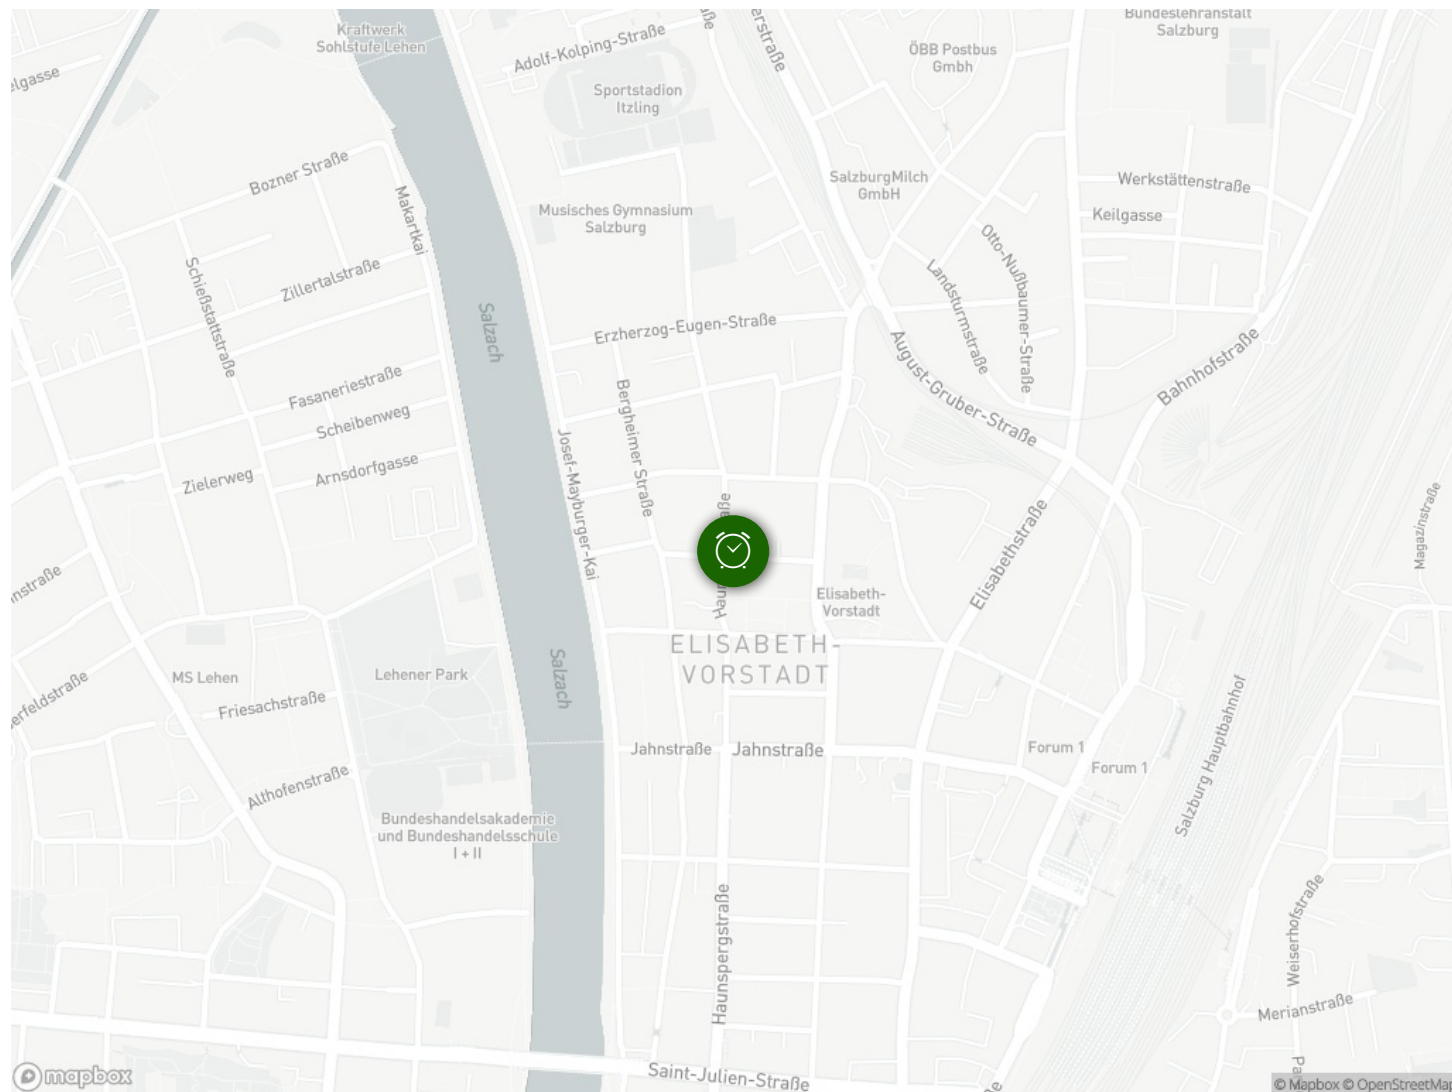 Kraftwerk
Sohlstufe Lehen
Adolf-Kolping-Straße
Sportstadion
Itzling
ÖBB Postbus
Gmbh
Bundeslehranstalt
Salzburg
Bozner Straße
Makartkai
Musisches Gymnasium
Salzburg
SalzburgMilch
GmbH
Werkstättenstraße
Keilgasse
Otto-Nußbaumer-Straße
Landsturmstraße
Zillertalstraße
Schießstattstraße
Salzach
Erzherzog-Eugen-Straße
August-Gruber-Straße
Bahnhofstraße
Fasaneriestraße
Scheibenweg
Bergheimer Straße
Josef-Mayburger-Kai
Zielerweg
Arnsdorfgasse
Elisabethstraße
Magazinstraße
Elisabeth-
Vorstadt
ELISABETH-
VORSTADT
MS Lehen
Lehener Park
Salzach
Friesachstraße
Jahnstraße
Jahnstraße
Forum 1
Forum 1
Salzburg Hauptbahnhof
Althofenstraße
Bundeshandelsakademie
und Bundeshandelsschule
I + II
Haunspergstraße
Weiserhofstraße
Merianstraße
Saint-Julien-Straße
mapbox
© Mapbox © OpenStreetMa